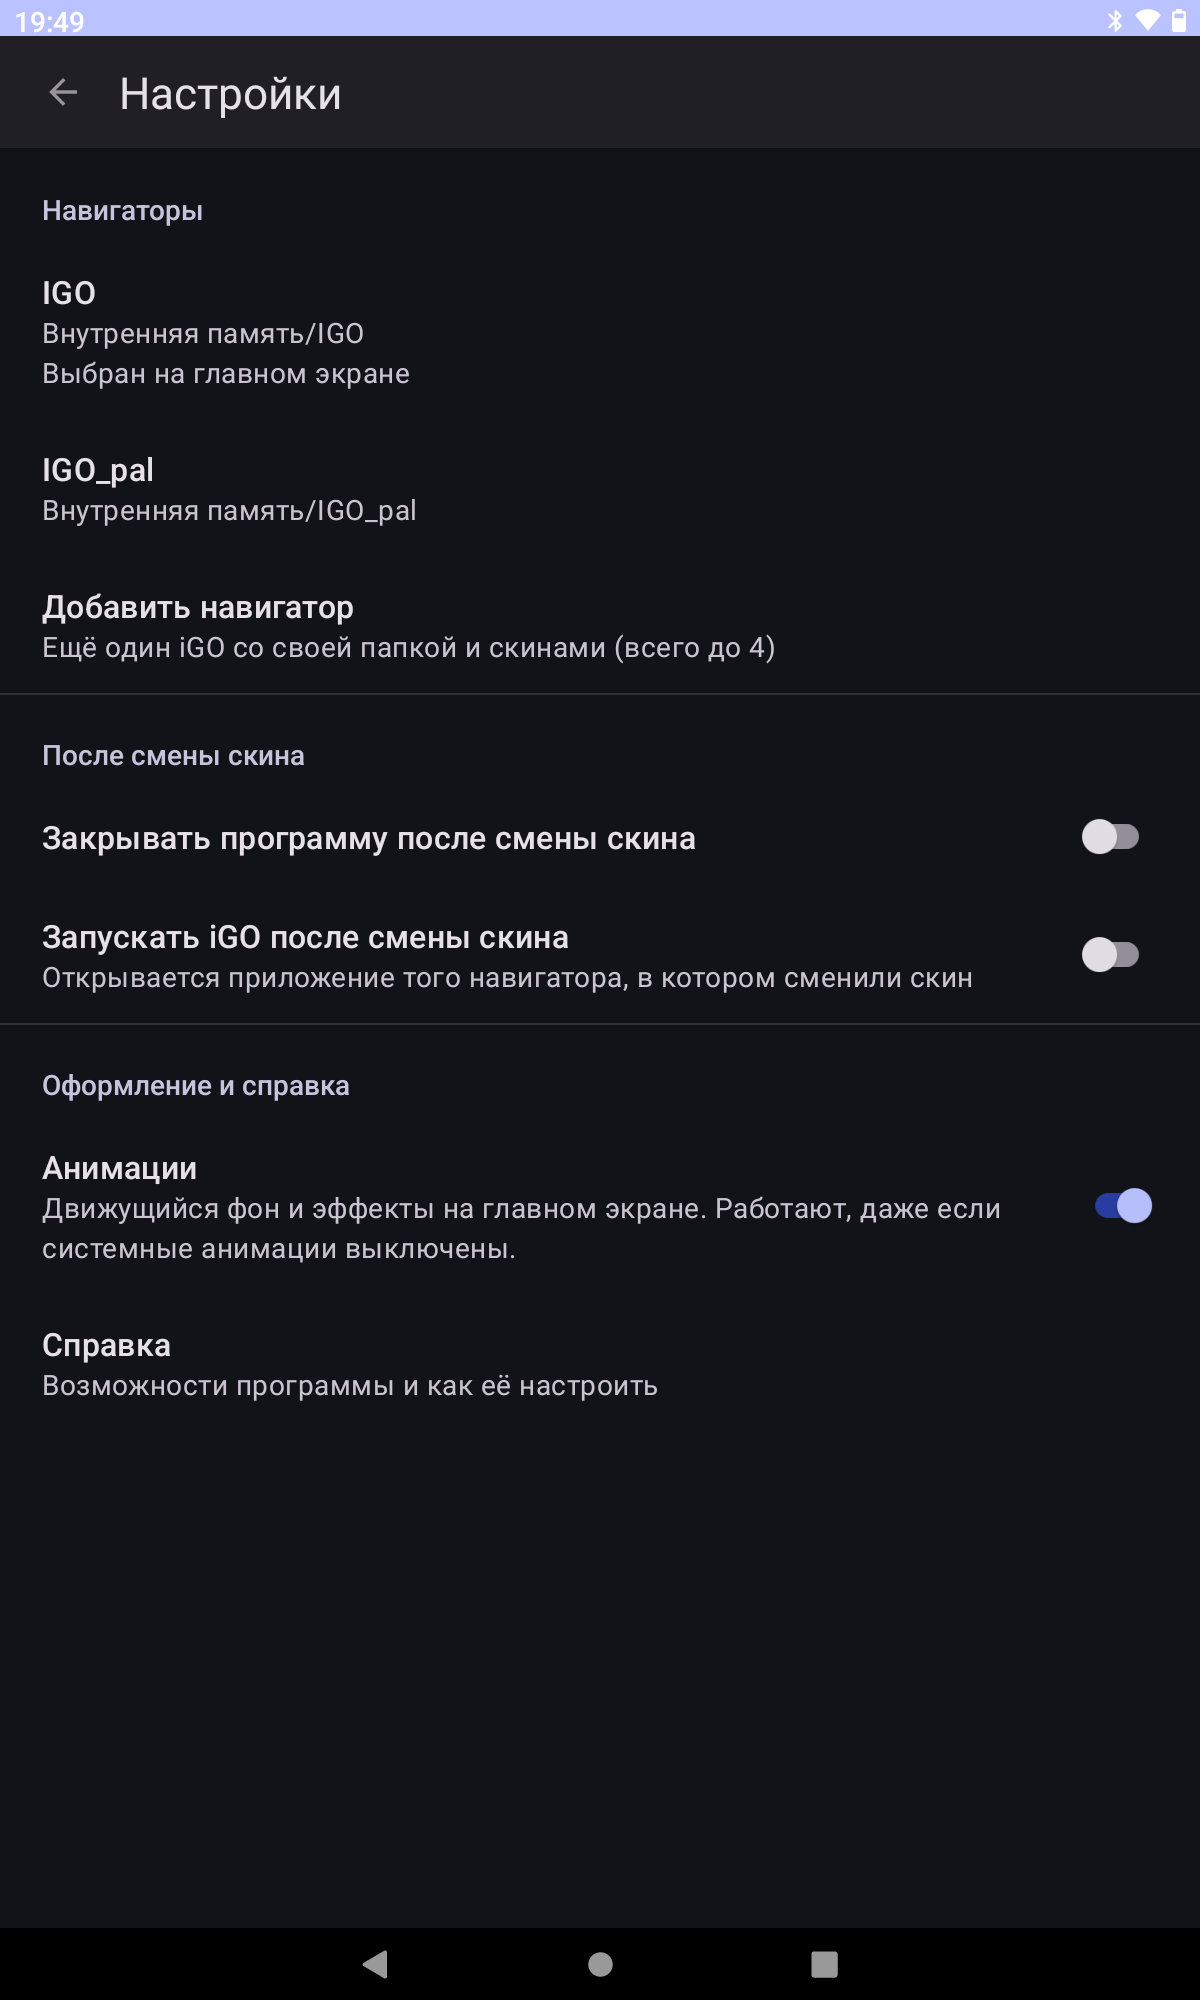 19:49
Настройки
Навигаторы
IGO
Внутренняя память/IGO
Выбран на главном экране
IGO_pal
Внутренняя память/IGO_pal
Добавить навигатор
Ещё один iGO со своей папкой и скинами (всего до 4)
После смены скина
Закрывать программу после смены скина
Запускать iGO после смены скина
Открывается приложение того навигатора, в котором сменили скин
Оформление и справка
Анимации
Движущийся фон и эффекты на главном экране. Работают, даже если
системные анимации выключены.
Справка
Возможности программы и как её настроить